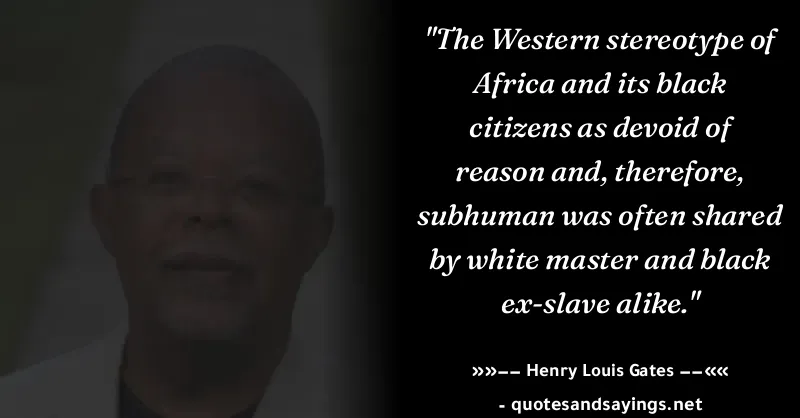 "The Western stereotype of
Africa and its black
citizens as devoid of
reason and, therefore,
subhuman was often shared
by white master and black
ex-slave alike."
»»−− Henry Louis Gates −−««
- quotesandsayings.net